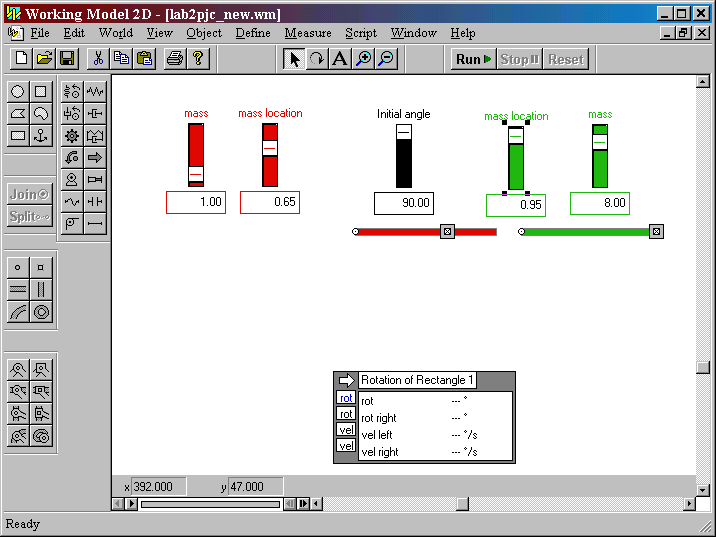 Working Model 2D - [lab2pjc_new.wm]
File Edit World View Object Define Measure Script Window Help
A Run Stop Reset
Join
Split
mass mass location Initial angle mass location mass
1.00 0.65 90.00 0.95 8.00
Rotation of Rectangle 1
rot rot --- °
rot rot right --- °
vel vel left --- °/s
vel vel right --- °/s
x 392.000 y 47.000
Ready